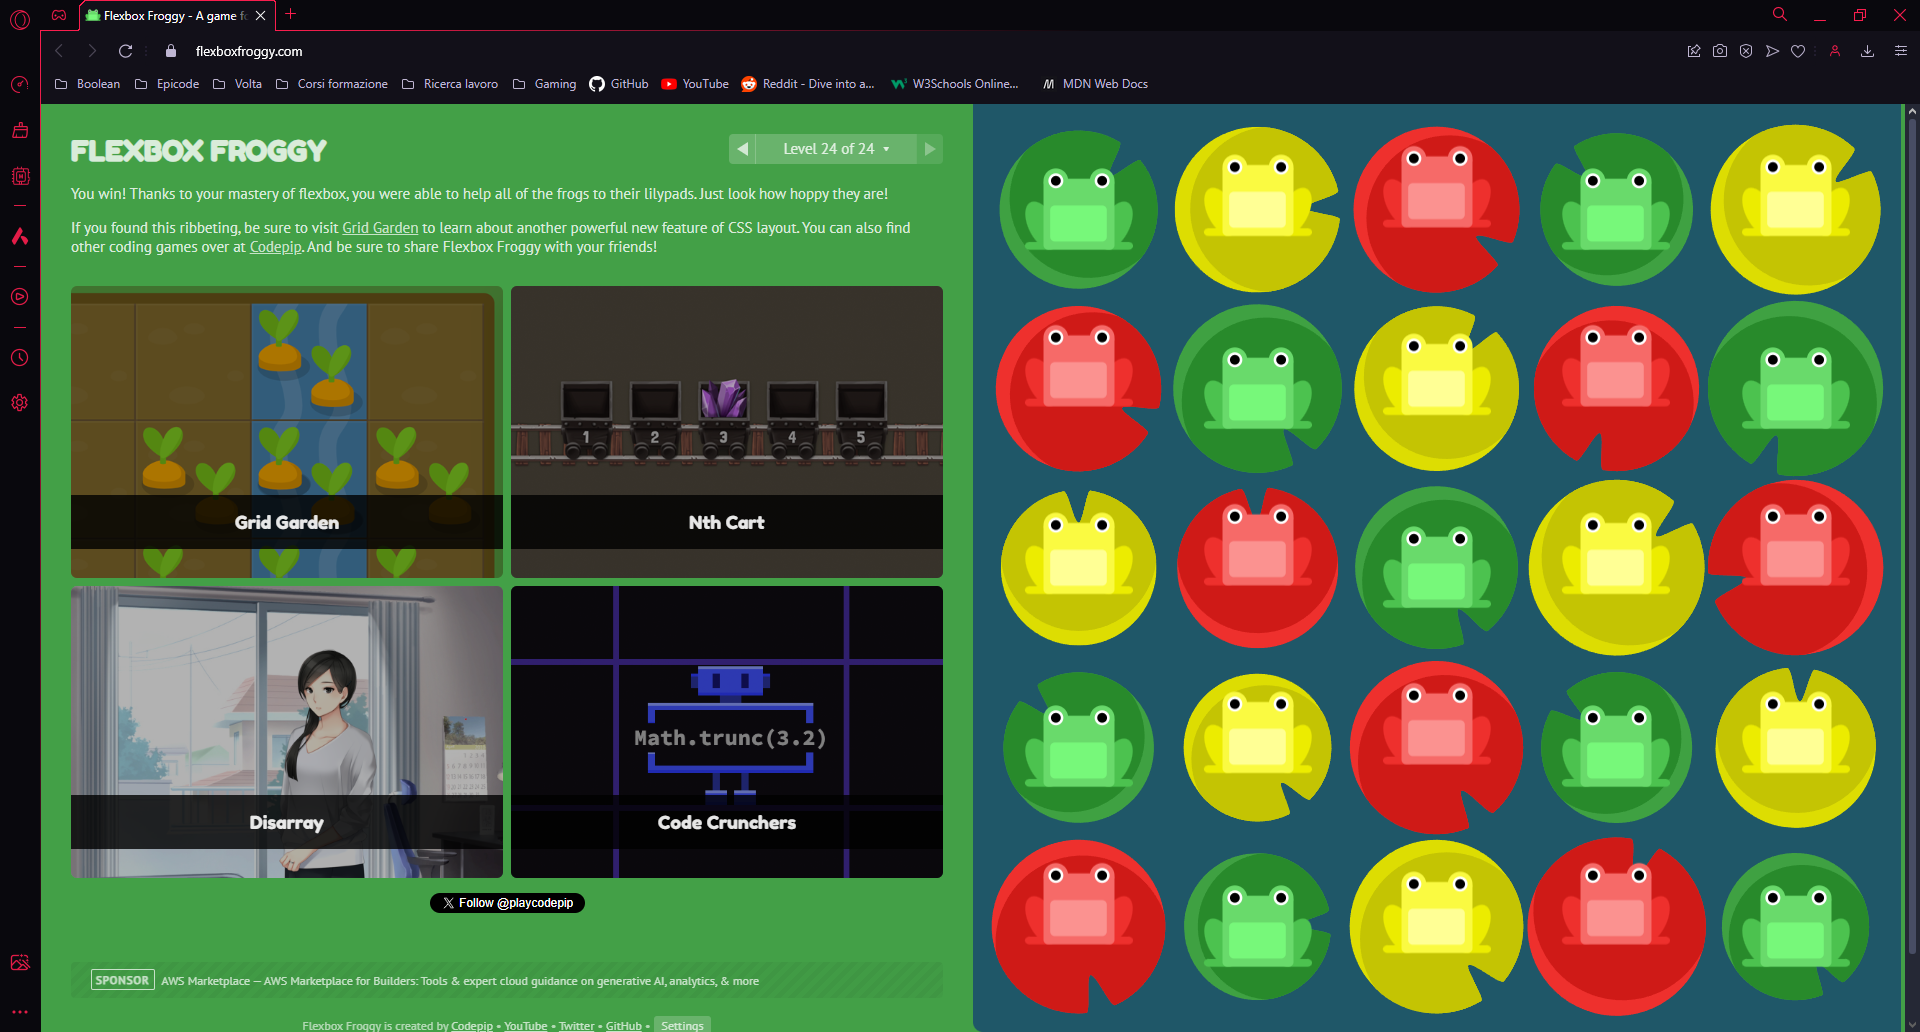 Flexbox Froggy - A game fo
flexboxfroggy.com
Boolean
Epicode
Volta
Corsi formazione
Ricerca lavoro
Gaming
GitHub
YouTube
Reddit - Dive into a...
W3Schools Online...
MDN Web Docs
FLEXBOX FROGGY
Level 24 of 24
You win! Thanks to your mastery of flexbox, you were able to help all of the frogs to their lilypads. Just look how hoppy they are!
If you found this ribbeting, be sure to visit Grid Garden to learn about another powerful new feature of CSS layout. You can also find
other coding games over at Codepip. And be sure to share Flexbox Froggy with your friends!
1 2 3 4 5
Grid Garden
Nth Cart
Math.trunc(3.2)
Disarray
Code Crunchers
Follow @playcodepip
SPONSOR AWS Marketplace — AWS Marketplace for Builders: Tools & expert cloud guidance on generative AI, analytics, & more
Flexbox Froggy is created by Codepip • YouTube • Twitter • GitHub • Settings